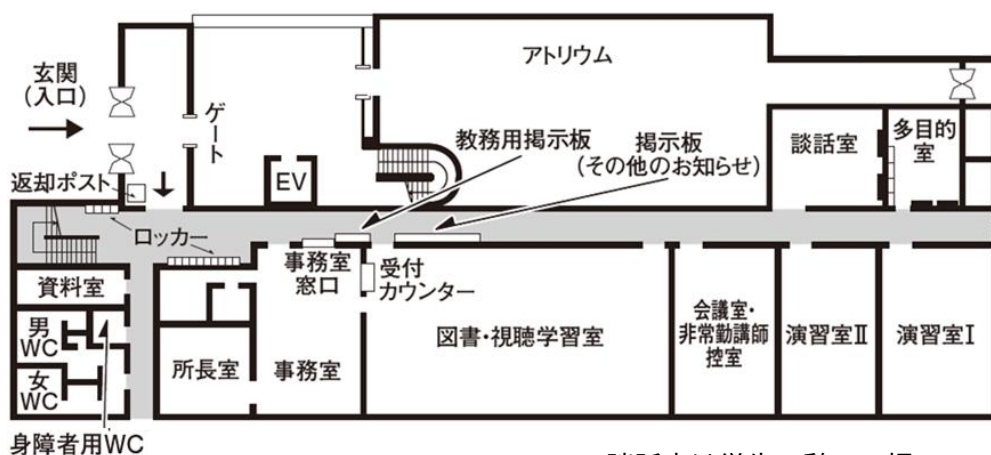 玄関
(入口)
ゲート
アトリウム
教務用掲示板
掲示板
(その他のお知らせ)
談話室
多目的
室
返却ポスト
EV
ロッカー
事務室
窓口
受付
カウンター
資料室
男
WC
女
WC
所長室
事務室
図書・視聴学習室
会議室・
非常勤講師
控室
演習室II
演習室I
身障者用WC